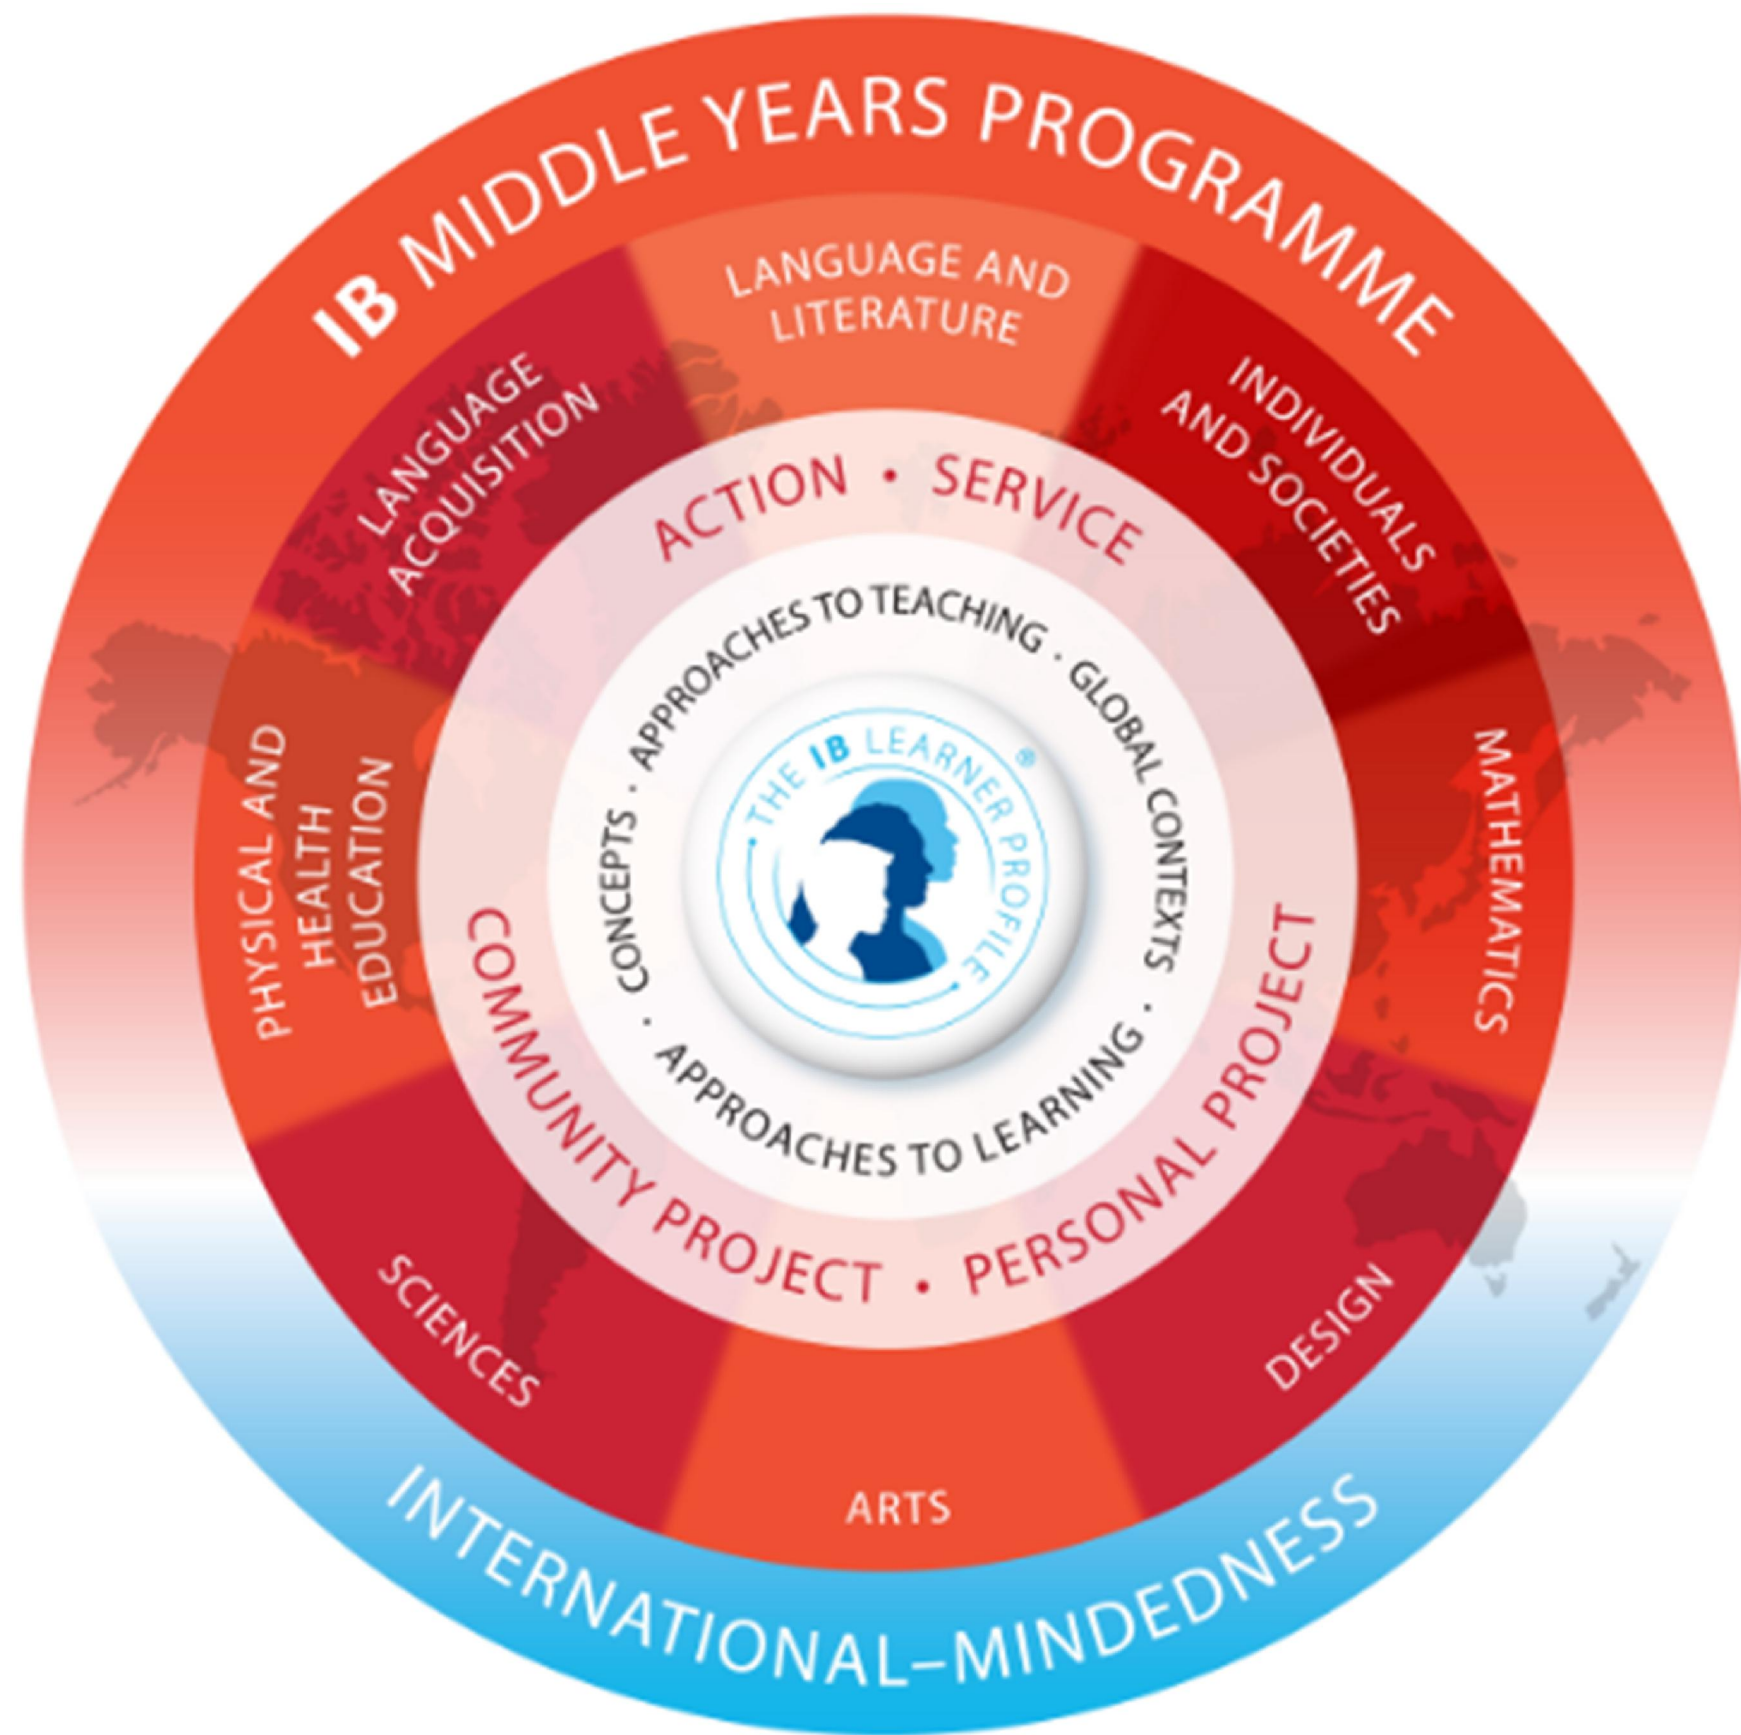 IB MIDDLE YEARS PROGRAMME
LANGUAGE AND
LITERATURE
INDIVIDUALS
AND SOCIETIES
MATHEMATICS
DESIGN
ARTS
SCIENCES
PHYSICAL AND
HEALTH
EDUCATION
LANGUAGE
ACQUISITION
ACTION • SERVICE
COMMUNITY PROJECT • PERSONAL PROJECT
APPROACHES TO TEACHING · GLOBAL CONTEXTS ·
APPROACHES TO LEARNING · CONCEPTS ·
THE IB LEARNER PROFILE ®
INTERNATIONAL–MINDEDNESS